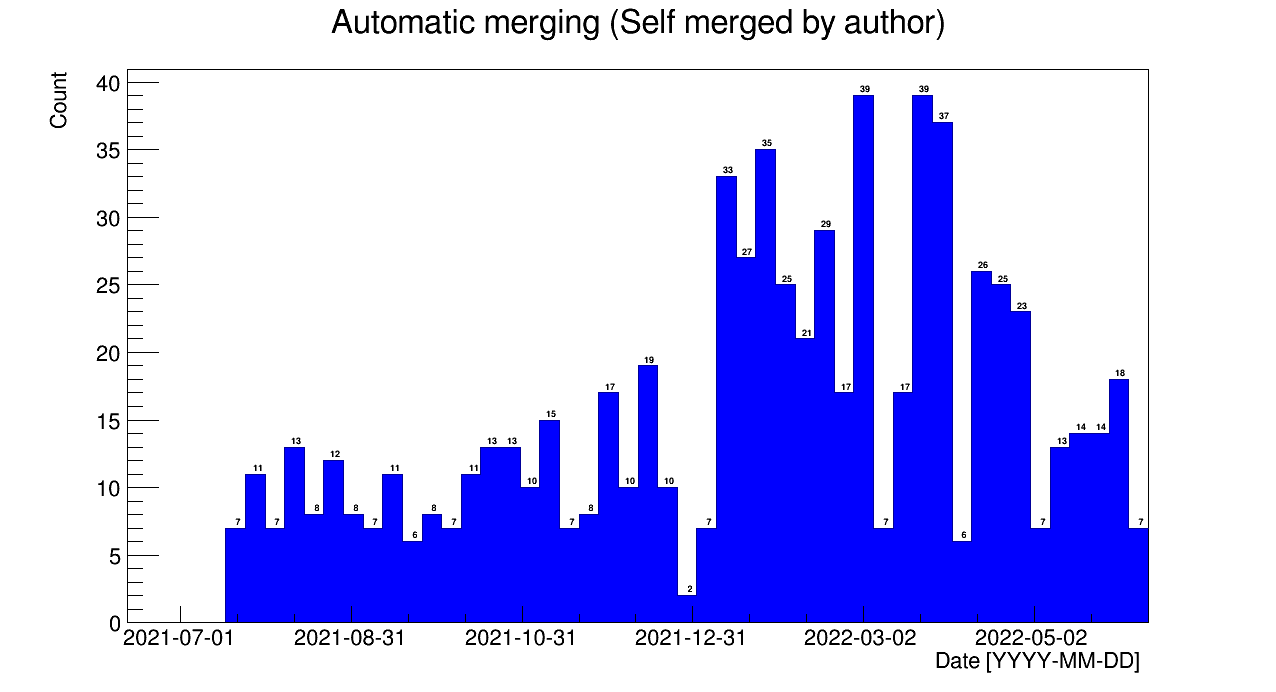 Automatic merging (Self merged by author)
Count
40
35
30
25
20
15
10
5
0
7 11 7 13 8 12 8 7 11 6 8 7 11 13 13 10 15 7 8 17 10 19 10 2 7 33 27 35 25 21 29 17 39 7 17 39 37 6 26 25 23 7 13 14 14 18 7
2021-07-01 2021-08-31 2021-10-31 2021-12-31 2022-03-02 2022-05-02
Date [YYYY-MM-DD]